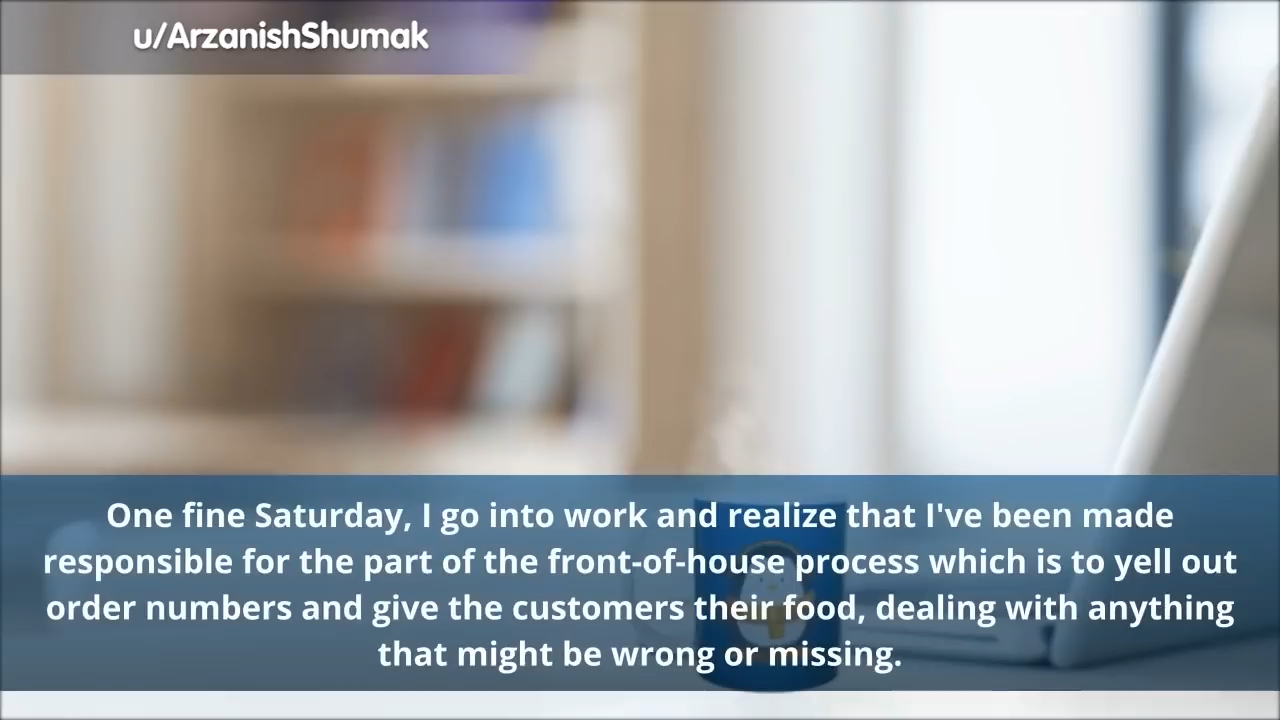 u/ArzanishShumak
One fine Saturday, I go into work and realize that I've been made
responsible for the part of the front-of-house process which is to yell out
order numbers and give the customers their food, dealing with anything
that might be wrong or missing.